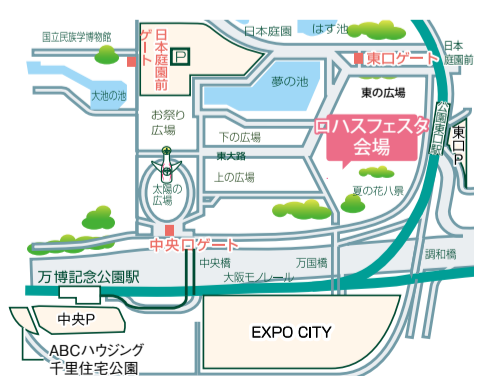 日本庭園
はす池
国立民族学博物館
日本庭園前
ゲート
P
東口ゲート
日本
庭園前
大池の池
夢の池
東の広場
お祭り
広場
下の広場
ロハスフェスタ
会場
公園東口駅
東口P
東大路
上の広場
太陽の
広場
夏の花八景
中央口ゲート
中央橋
万国橋
調和橋
大阪モノレール
万博記念公園駅
中央P
EXPO CITY
ABCハウジング
千里住宅公園